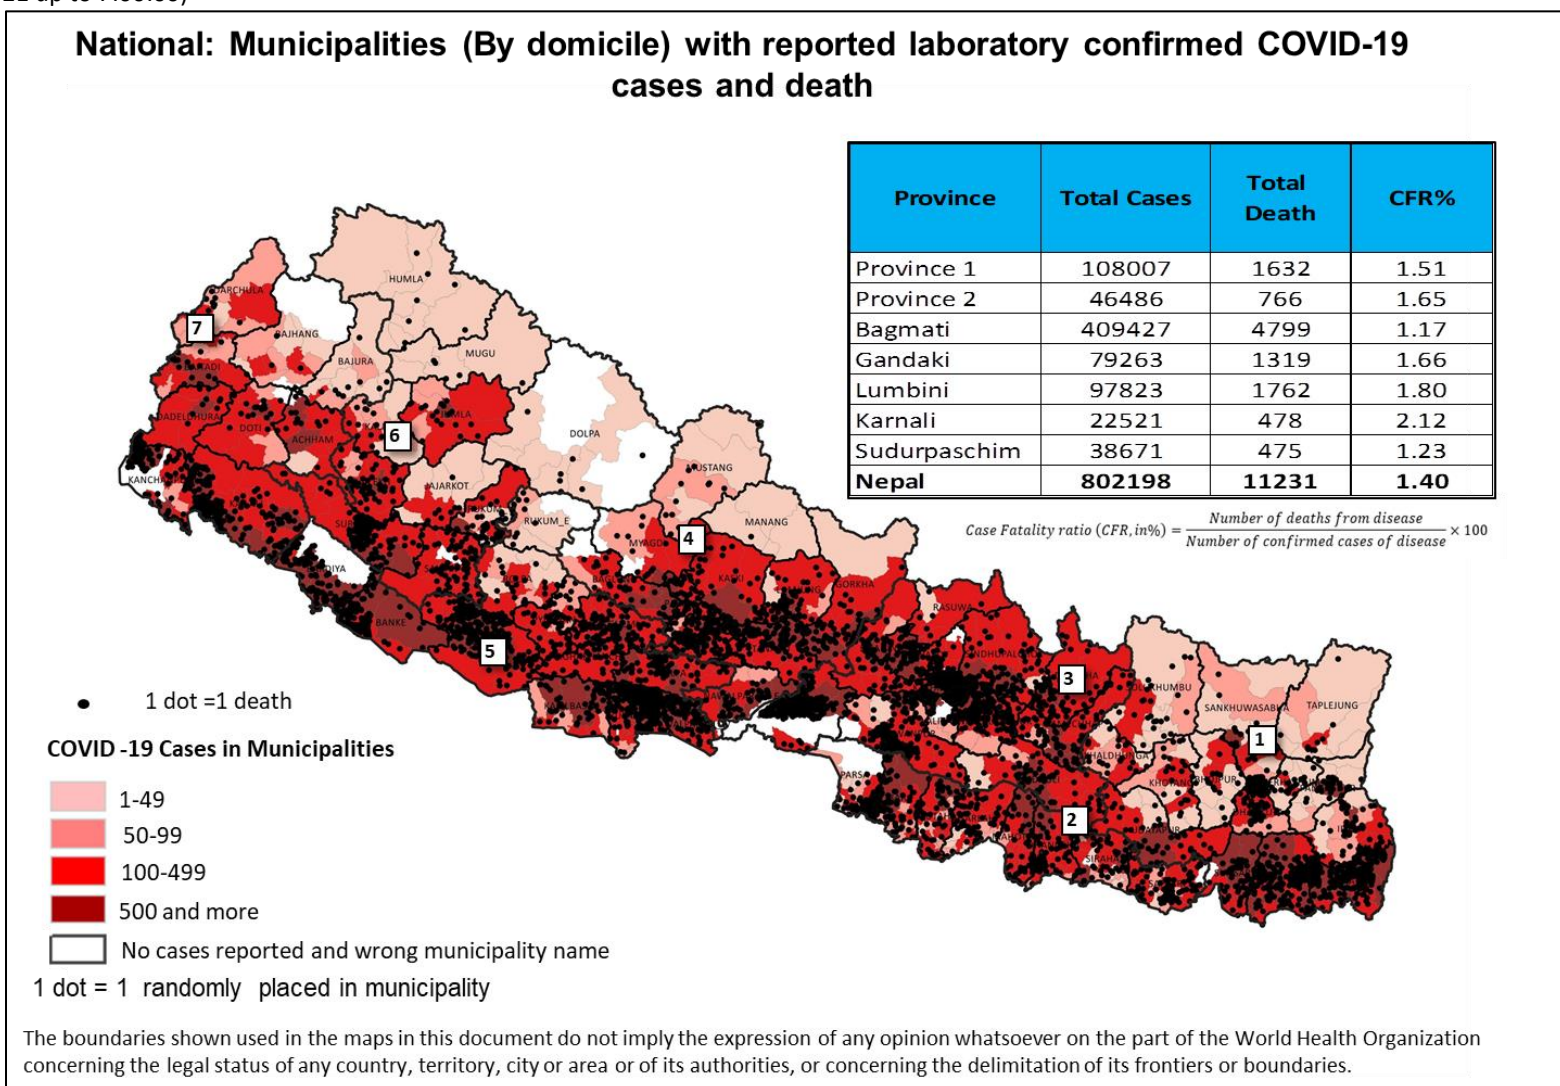 National: Municipalities (By domicile) with reported laboratory confirmed COVID-19
cases and death
Province Total Cases Total Death CFR%
Province 1 108007 1632 1.51
Province 2 46486 766 1.65
Bagmati 409427 4799 1.17
Gandaki 79263 1319 1.66
Lumbini 97823 1762 1.80
Karnali 22521 478 2.12
Sudurpaschim 38671 475 1.23
Nepal 802198 11231 1.40
Case Fatality ratio (CFR, in%) = Number of deaths from disease / Number of confirmed cases of disease × 100
HUMLA
DARCHULA
7
BAJHANG
BAJURA
MUGU
DADELDHURA
DOTI
ACHHAM
6
DOLPA
MUSTANG
JAJARKOT
RUKUM_E
MANANG
4
BANKE
5
GORKHA
RASUWA
3
SANKHUWASABHA
TAPLEJUNG
1
PARSA
2
SIRAHA
1 dot =1 death
COVID -19 Cases in Municipalities
1-49
50-99
100-499
500 and more
No cases reported and wrong municipality name
1 dot = 1 randomly placed in municipality
The boundaries shown used in the maps in this document do not imply the expression of any opinion whatsoever on the part of the World Health Organization
concerning the legal status of any country, territory, city or area or of its authorities, or concerning the delimitation of its frontiers or boundaries.